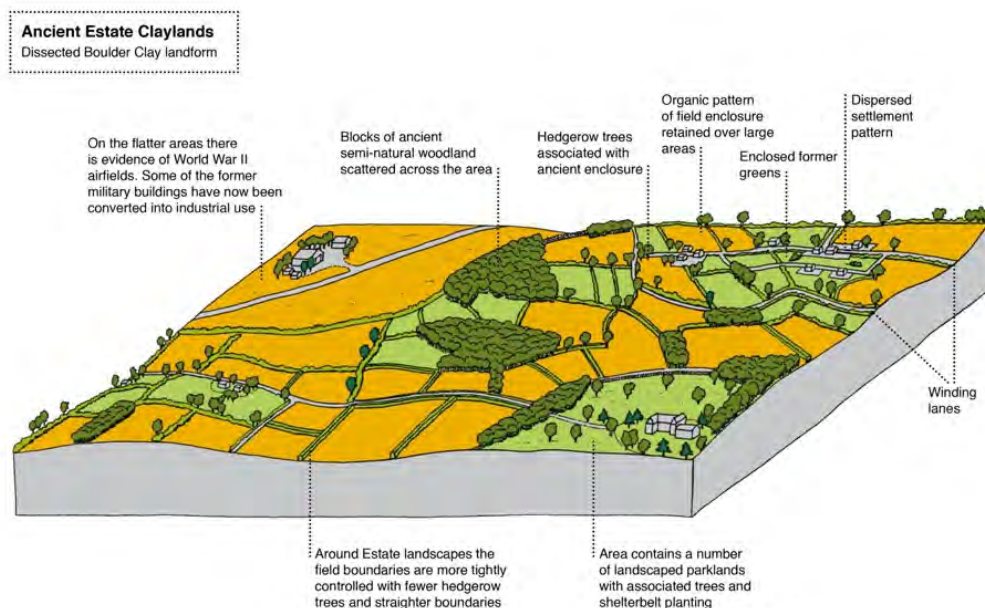 Ancient Estate Claylands
Dissected Boulder Clay landform
On the flatter areas there
is evidence of World War II
airfields. Some of the former
military buildings have now been
converted into industrial use
Blocks of ancient
semi-natural woodland
scattered across the area
Hedgerow trees
associated with
ancient enclosure
Organic pattern
of field enclosure
retained over large
areas
Enclosed former
greens
Dispersed
settlement
pattern
Winding
lanes
Around Estate landscapes the
field boundaries are more tightly
controlled with fewer hedgerow
trees and straighter boundaries
Area contains a number
of landscaped parklands
with associated trees and
shelterbelt planting